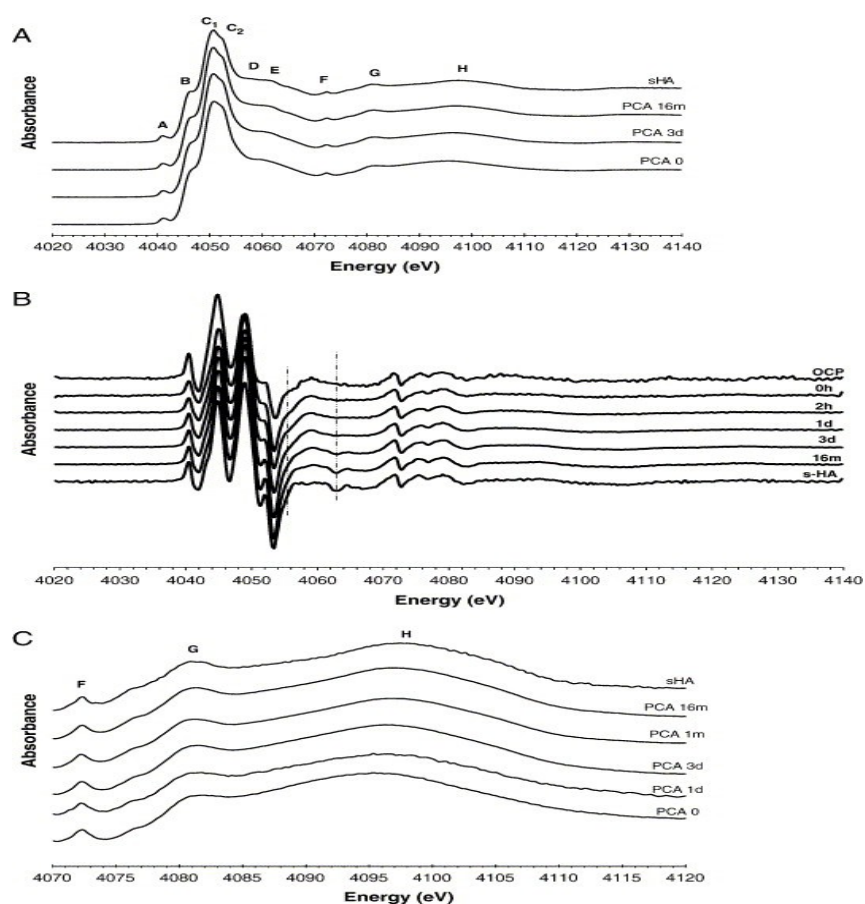 A
C₁
C₂
B
D
E
A
F
G
H
sHA
PCA 16m
PCA 3d
PCA 0
Absorbance
4020 4030 4040 4050 4060 4070 4080 4090 4100 4110 4120 4130 4140
Energy (eV)
B
OCP
0h
2h
1d
3d
16m
s-HA
Absorbance
4020 4030 4040 4050 4060 4070 4080 4090 4100 4110 4120 4130 4140
Energy (eV)
C
F
G
H
sHA
PCA 16m
PCA 1m
PCA 3d
PCA 1d
PCA 0
Absorbance
4070 4075 4080 4085 4090 4095 4100 4105 4110 4115 4120
Energy (eV)